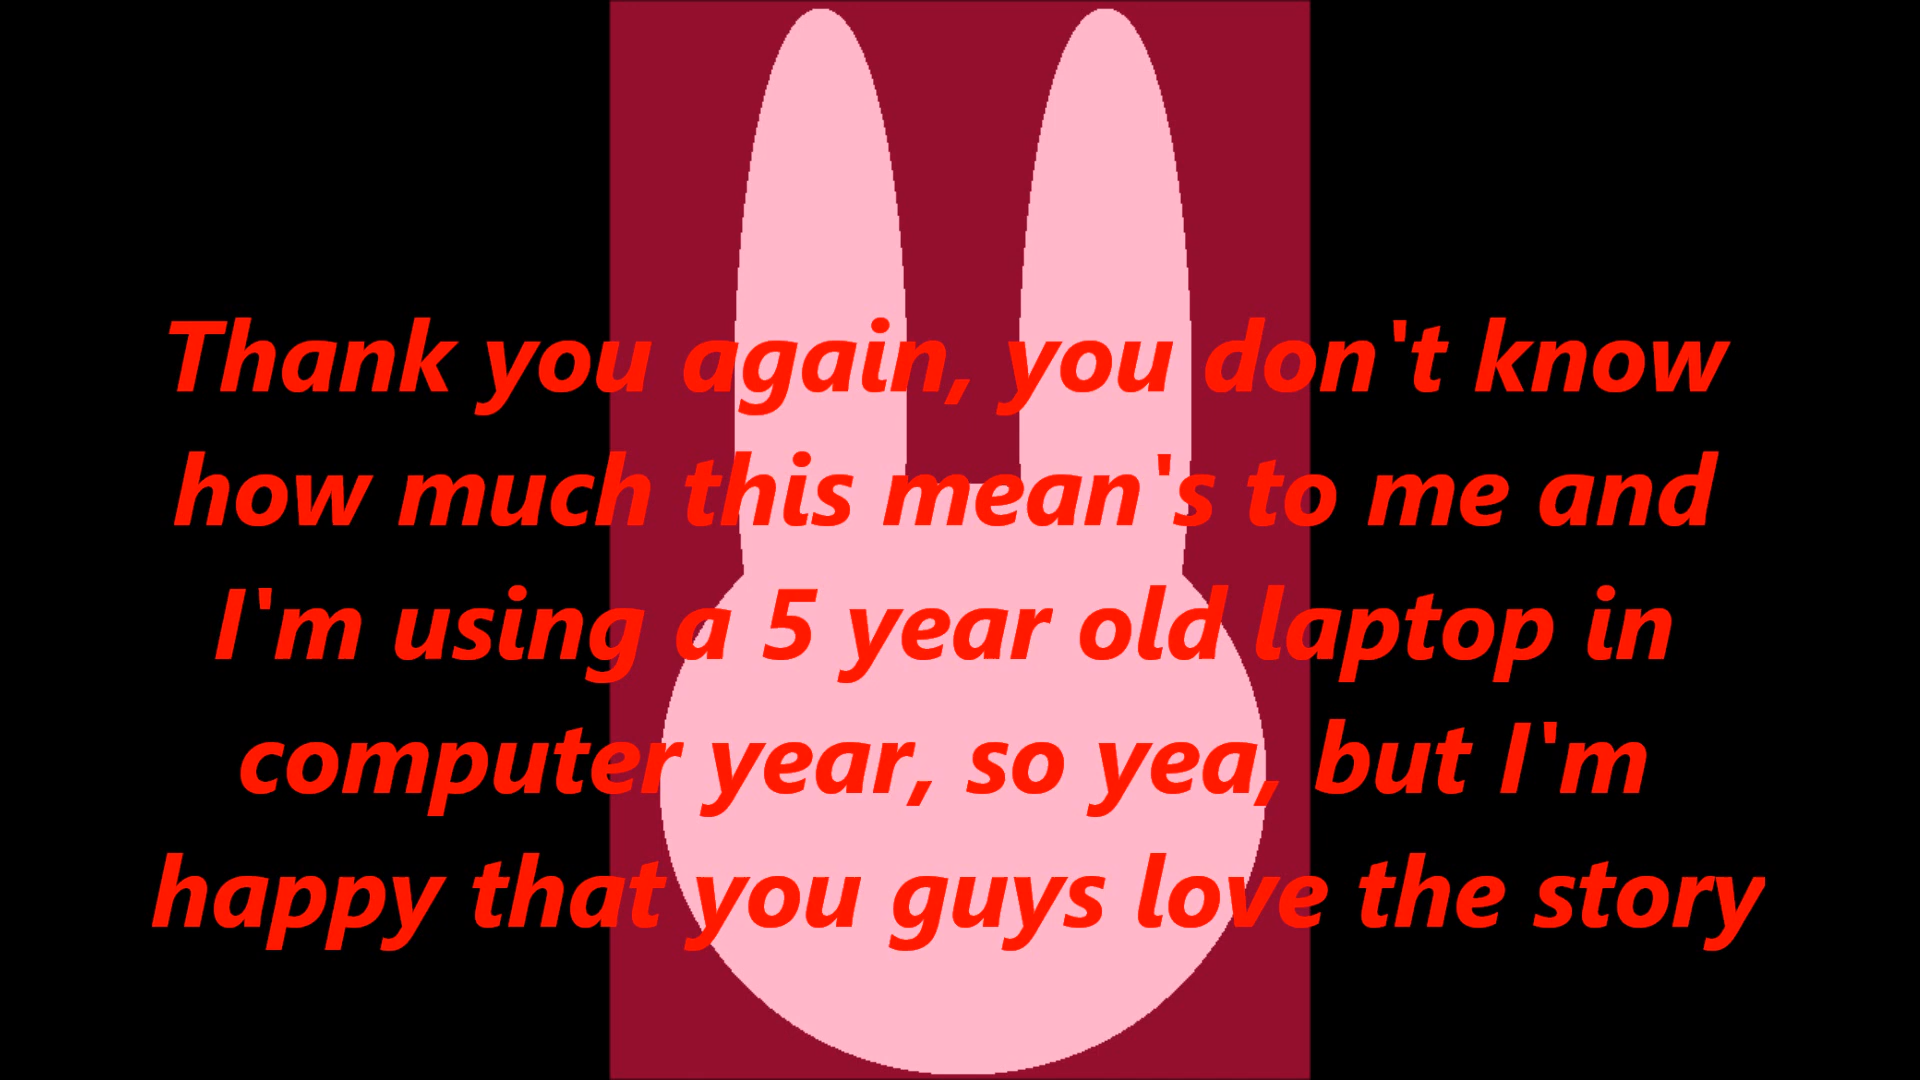 Thank you again, you don't know
how much this mean's to me and
I'm using a 5 year old laptop in
computer year, so yea, but I'm
happy that you guys love the story